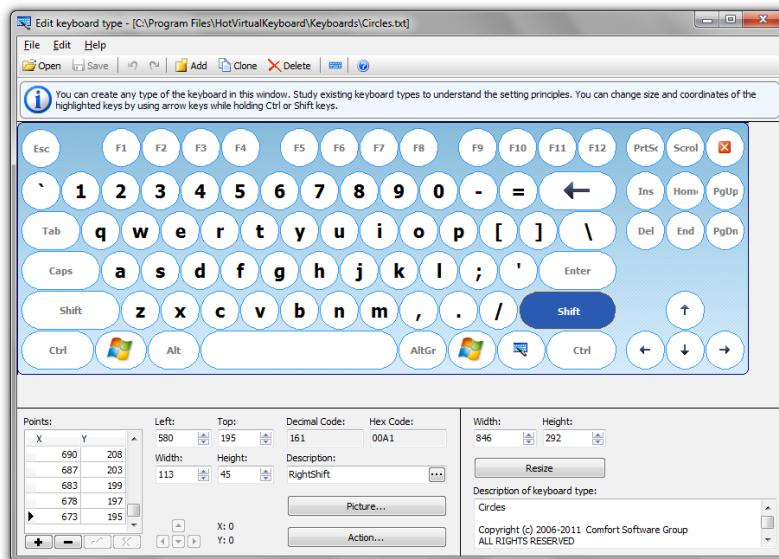 Edit keyboard type - [C:\Program Files\HotVirtualKeyboard\Keyboards\Circles.txt]
File Edit Help
Open Save Add Clone Delete
You can create any type of the keyboard in this window. Study existing keyboard types to understand the setting principles. You can change size and coordinates of the
highlighted keys by using arrow keys while holding Ctrl or Shift keys.
Esc F1 F2 F3 F4 F5 F6 F7 F8 F9 F10 F11 F12 PrtSc Scrol
` 1 2 3 4 5 6 7 8 9 0 - = ← Ins Home PgUp
Tab q w e r t y u i o p [ ] \ Del End PgDn
Caps a s d f g h j k l ; ' Enter
Shift z x c v b n m , . / Shift ↑
Ctrl Alt AltGr Ctrl ← ↓ →
Points: Left: Top: Decimal Code: Hex Code: Width: Height:
X Y 580 195 161 00A1 846 292
690 208
687 203 Width: Height: Description:
683 199 113 45 RightShift ... Resize
678 197
673 195 Picture... Description of keyboard type:
Circles
X: 0
Y: 0 Action... Copyright (c) 2006-2011 Comfort Software Group
ALL RIGHTS RESERVED